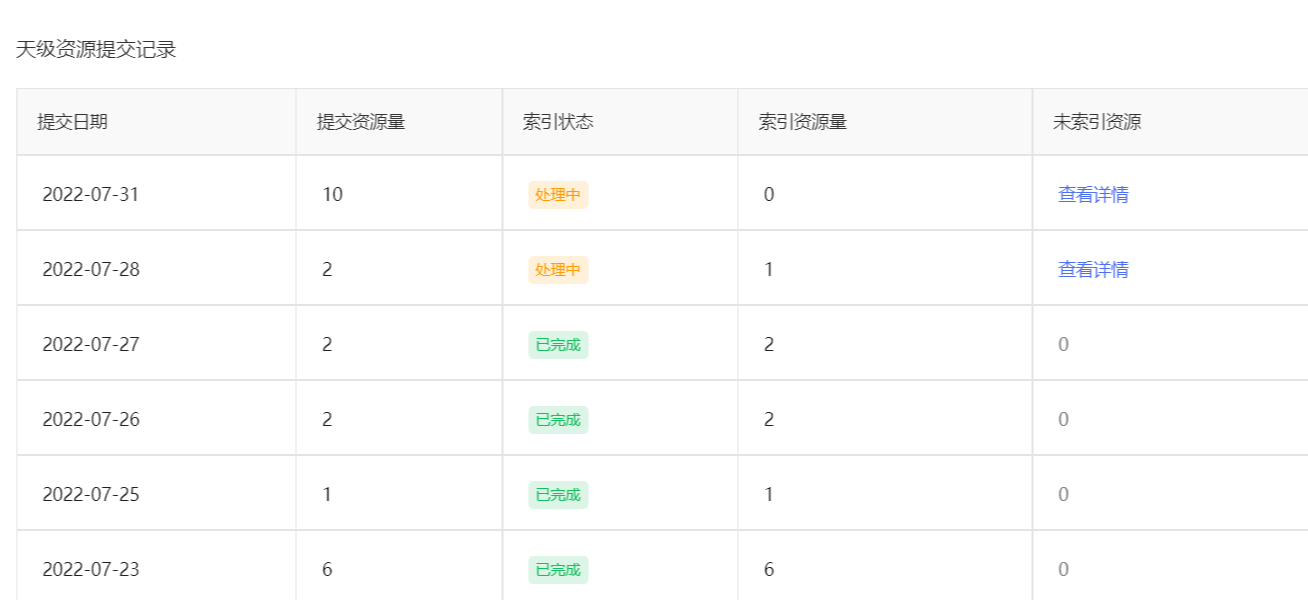 天级资源提交记录
提交日期 提交资源量 索引状态 索引资源量 未索引资源
2022-07-31 10 处理中 0 查看详情
2022-07-28 2 处理中 1 查看详情
2022-07-27 2 已完成 2 0
2022-07-26 2 已完成 2 0
2022-07-25 1 已完成 1 0
2022-07-23 6 已完成 6 0